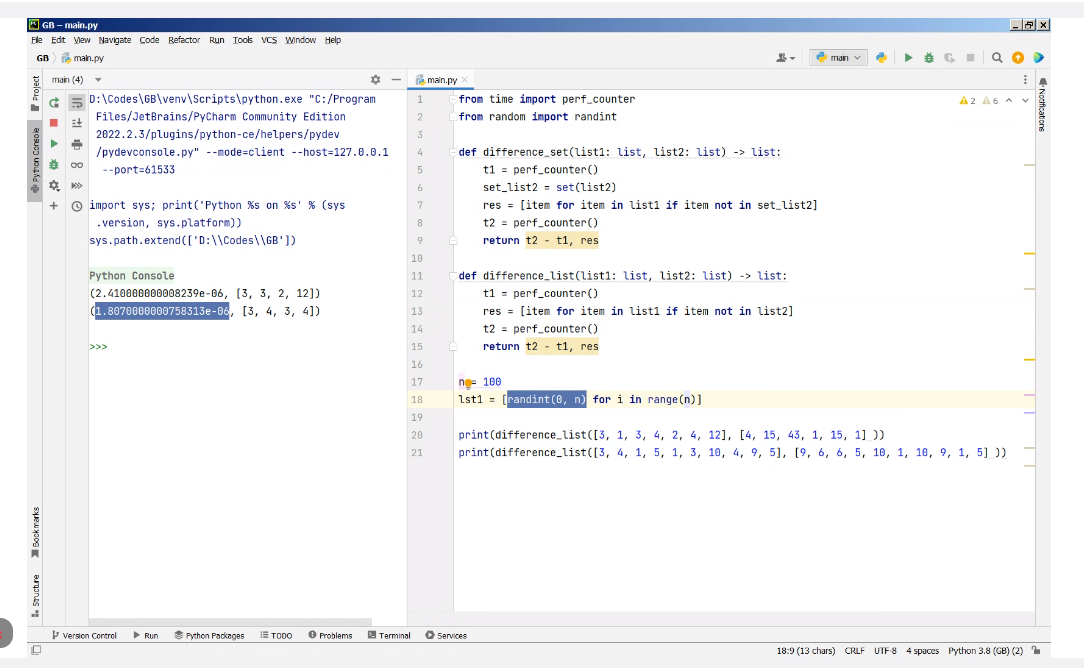 GB – main.py
File Edit View Navigate Code Refactor Run Tools VCS Window Help
GB main.py
main
main (4)
main.py
Project
Python Console
Bookmarks
Structure
D:\Codes\GB\venv\Scripts\python.exe "C:/Program
Files/JetBrains/PyCharm Community Edition
2022.2.3/plugins/python-ce/helpers/pydev
/pydevconsole.py" --mode=client --host=127.0.0.1
--port=61533
import sys; print('Python %s on %s' % (sys
.version, sys.platform))
sys.path.extend(['D:\\Codes\\GB'])
Python Console
(2.410000000008239e-06, [3, 3, 2, 12])
(1.8070000000758313e-06, [3, 4, 3, 4])
>>>
1 from time import perf_counter
2 from random import randint
3
4 def difference_set(list1: list, list2: list) -> list:
5 t1 = perf_counter()
6 set_list2 = set(list2)
7 res = [item for item in list1 if item not in set_list2]
8 t2 = perf_counter()
9 return t2 - t1, res
10
11 def difference_list(list1: list, list2: list) -> list:
12 t1 = perf_counter()
13 res = [item for item in list1 if item not in list2]
14 t2 = perf_counter()
15 return t2 - t1, res
16
17 n = 100
18 lst1 = [randint(0, n) for i in range(n)]
19
20 print(difference_list([3, 1, 3, 4, 2, 4, 12], [4, 15, 43, 1, 15, 1] ))
21 print(difference_list([3, 4, 1, 5, 1, 3, 10, 4, 9, 5], [9, 6, 6, 5, 10, 1, 10, 9, 1, 5] ))
2 6
Notifications
Version Control Run Python Packages TODO Problems Terminal Services
18:9 (13 chars) CRLF UTF-8 4 spaces Python 3.8 (GB) (2)